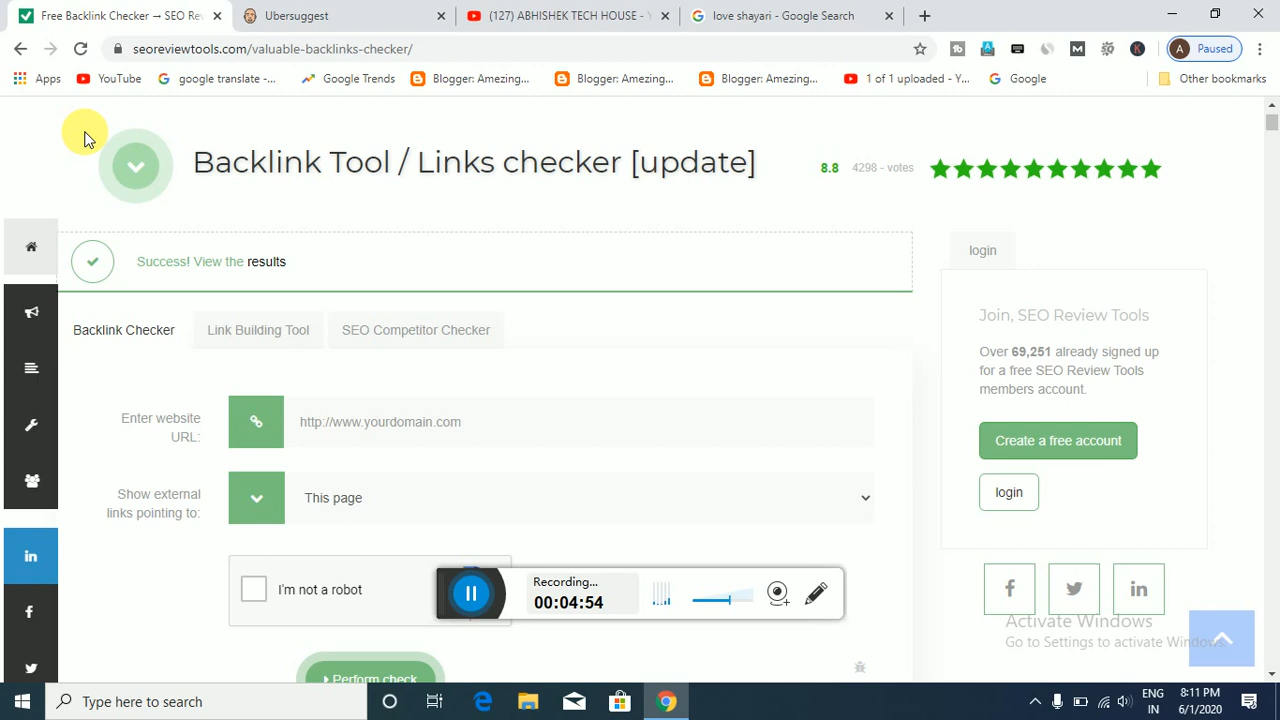 Free Backlink Checker → SEO Re
Ubersuggest
(127) ABHISHEK TECH HOUSE - Y
love shayari - Google Search
seoreviewtools.com/valuable-backlinks-checker/
A Paused
Apps
YouTube
google translate -...
Google Trends
Blogger: Amazing...
Blogger: Amazing...
Blogger: Amazing...
1 of 1 uploaded - Y...
Google
Other bookmarks
Backlink Tool / Links checker [update]
8.8 4298 - votes
Success! View the results
login
Backlink Checker
Link Building Tool
SEO Competitor Checker
Join, SEO Review Tools
Over 69,251 already signed up
for a free SEO Review Tools
members account.
Enter website
URL:
http://www.yourdomain.com
Create a free account
login
Show external
links pointing to:
This page
I'm not a robot
Recording...
00:04:54
Perform check
Activate Windows
Go to Settings to activate Windows.
Type here to search
ENG
IN
8:11 PM
6/1/2020